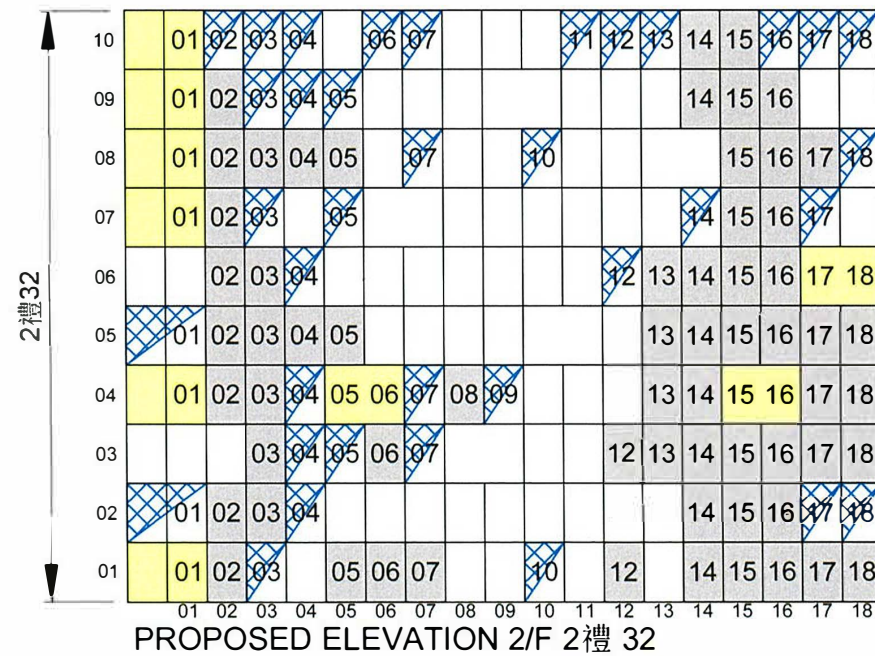 10 01 02 03 04 06 07 11 12 13 14 15 16 17 18
09 01 02 03 04 05 14 15 16
08 01 02 03 04 05 07 10 15 16 17 18
07 01 02 03 05 14 15 16 17
2禮32
06 02 03 04 12 13 14 15 16 17 18
05 01 02 03 04 05 13 14 15 16 17 18
04 01 02 03 04 05 06 07 08 09 13 14 15 16 17 18
03 03 04 05 06 07 12 13 14 15 16 17 18
02 01 02 03 04 14 15 16 17 18
01 01 02 03 05 06 07 10 12 14 15 16 17 18
01 02 03 04 05 06 07 08 09 10 11 12 13 14 15 16 17 18
PROPOSED ELEVATION 2/F 2禮 32